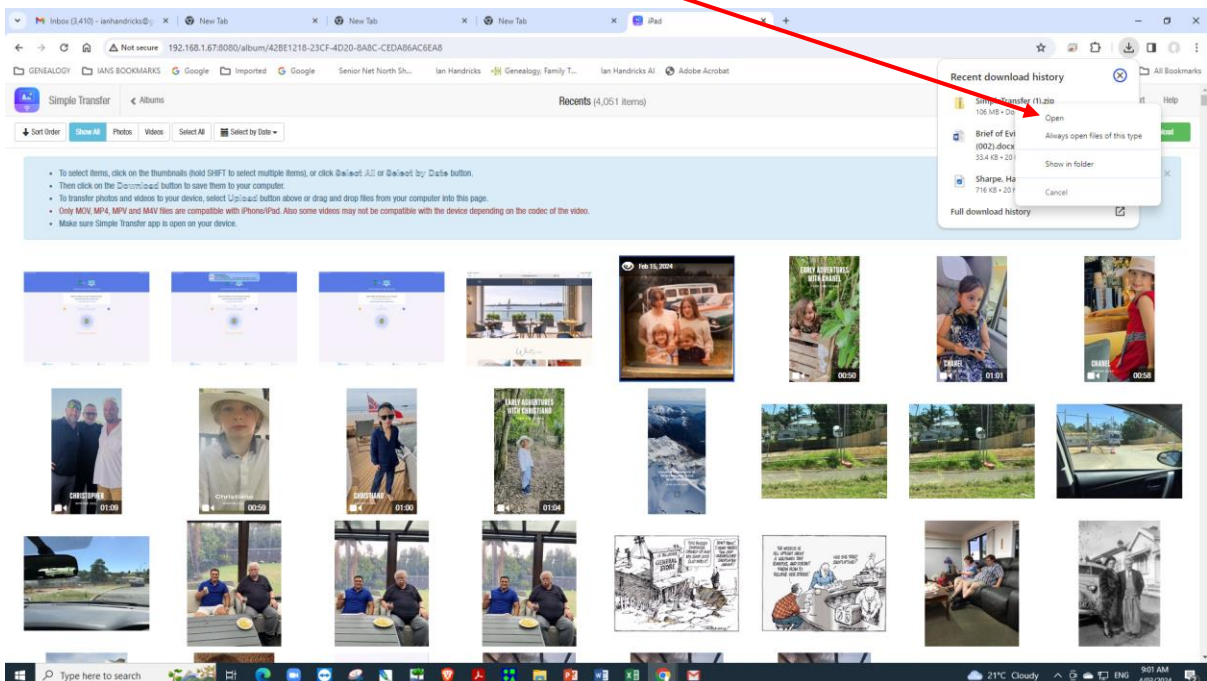 Inbox (3,410) - ianhandricks@g
New Tab
New Tab
New Tab
iPad
Not secure 192.168.1.67:8080/album/42BE1218-23CF-4D20-8A8C-CEDA86AC6EA8
GENEALOGY IANS BOOKMARKS Google Imported Google Senior Net North Sh... Ian Handricks Genealogy, Family T... Ian Handricks AI Adobe Acrobat All Bookmarks
Simple Transfer Albums Recents (4,051 items) Help
Sort Order Show All Photos Videos Select All Select by Date
Recent download history
SimpleTransfer (1).zip
106 MB • Do
Brief of Evi
(002).docx
33.4 KB • 20
Sharpe, Ha
716 KB • 20
Full download history
Open
Always open files of this type
Show in folder
Cancel
To select items, click on the thumbnails (hold SHIFT to select multiple items), or click Select All or Select by Date button.
Then click on the Download button to save them to your computer.
To transfer photos and videos to your device, select Upload button above or drag and drop files from your computer into this page.
Only MOV, MP4, MPV and M4V files are compatible with iPhone/iPad. Also some videos may not be compatible with the device depending on the codec of the video.
Make sure Simple Transfer app is open on your device.
Feb 15, 2024
EARLY ADVENTURES
WITH CHANEL
00:50
01:01
CHANEL
00:58
CHRISTOPHER
01:09
Christiano
00:59
CHRISTIANO
01:00
EARLY ADVENTURES
WITH CHRISTIANO
01:04
GENERAL
STORE
Type here to search
21°C Cloudy
ENG
9:01 AM
4/03/2024